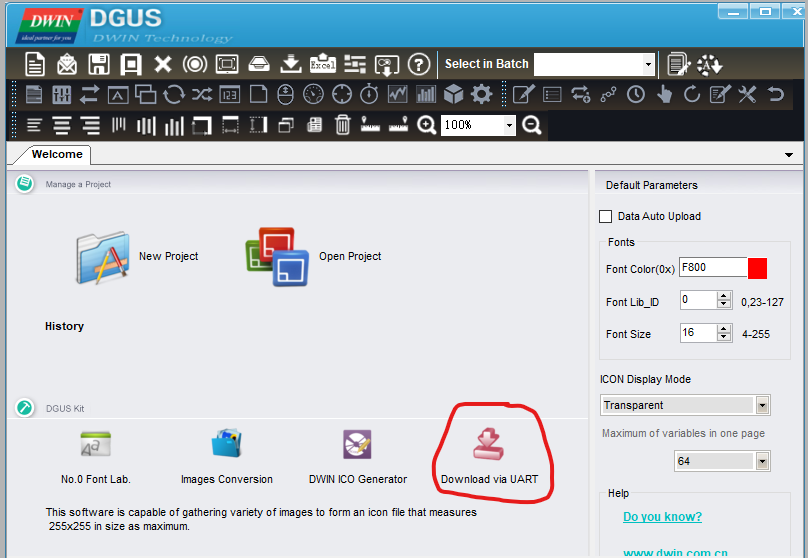 DWIN
ideal partner for you
DGUS
DWIN Technology
Excel
Select in Batch
A
123
100%
Welcome
Manage a Project
New Project
Open Project
History
DGUS Kit
No.0 Font Lab.
Images Conversion
DWIN ICO Generator
Download via UART
This software is capable of gathering variety of images to form an icon file that measures
255x255 in size as maximum.
Default Parameters
Data Auto Upload
Fonts
Font Color(0x) F800
Font Lib_ID 0 0,23-127
Font Size 16 4-255
ICON Display Mode
Transparent
Maximum of variables in one page
64
Help
Do you know?
www.dwin.com.cn